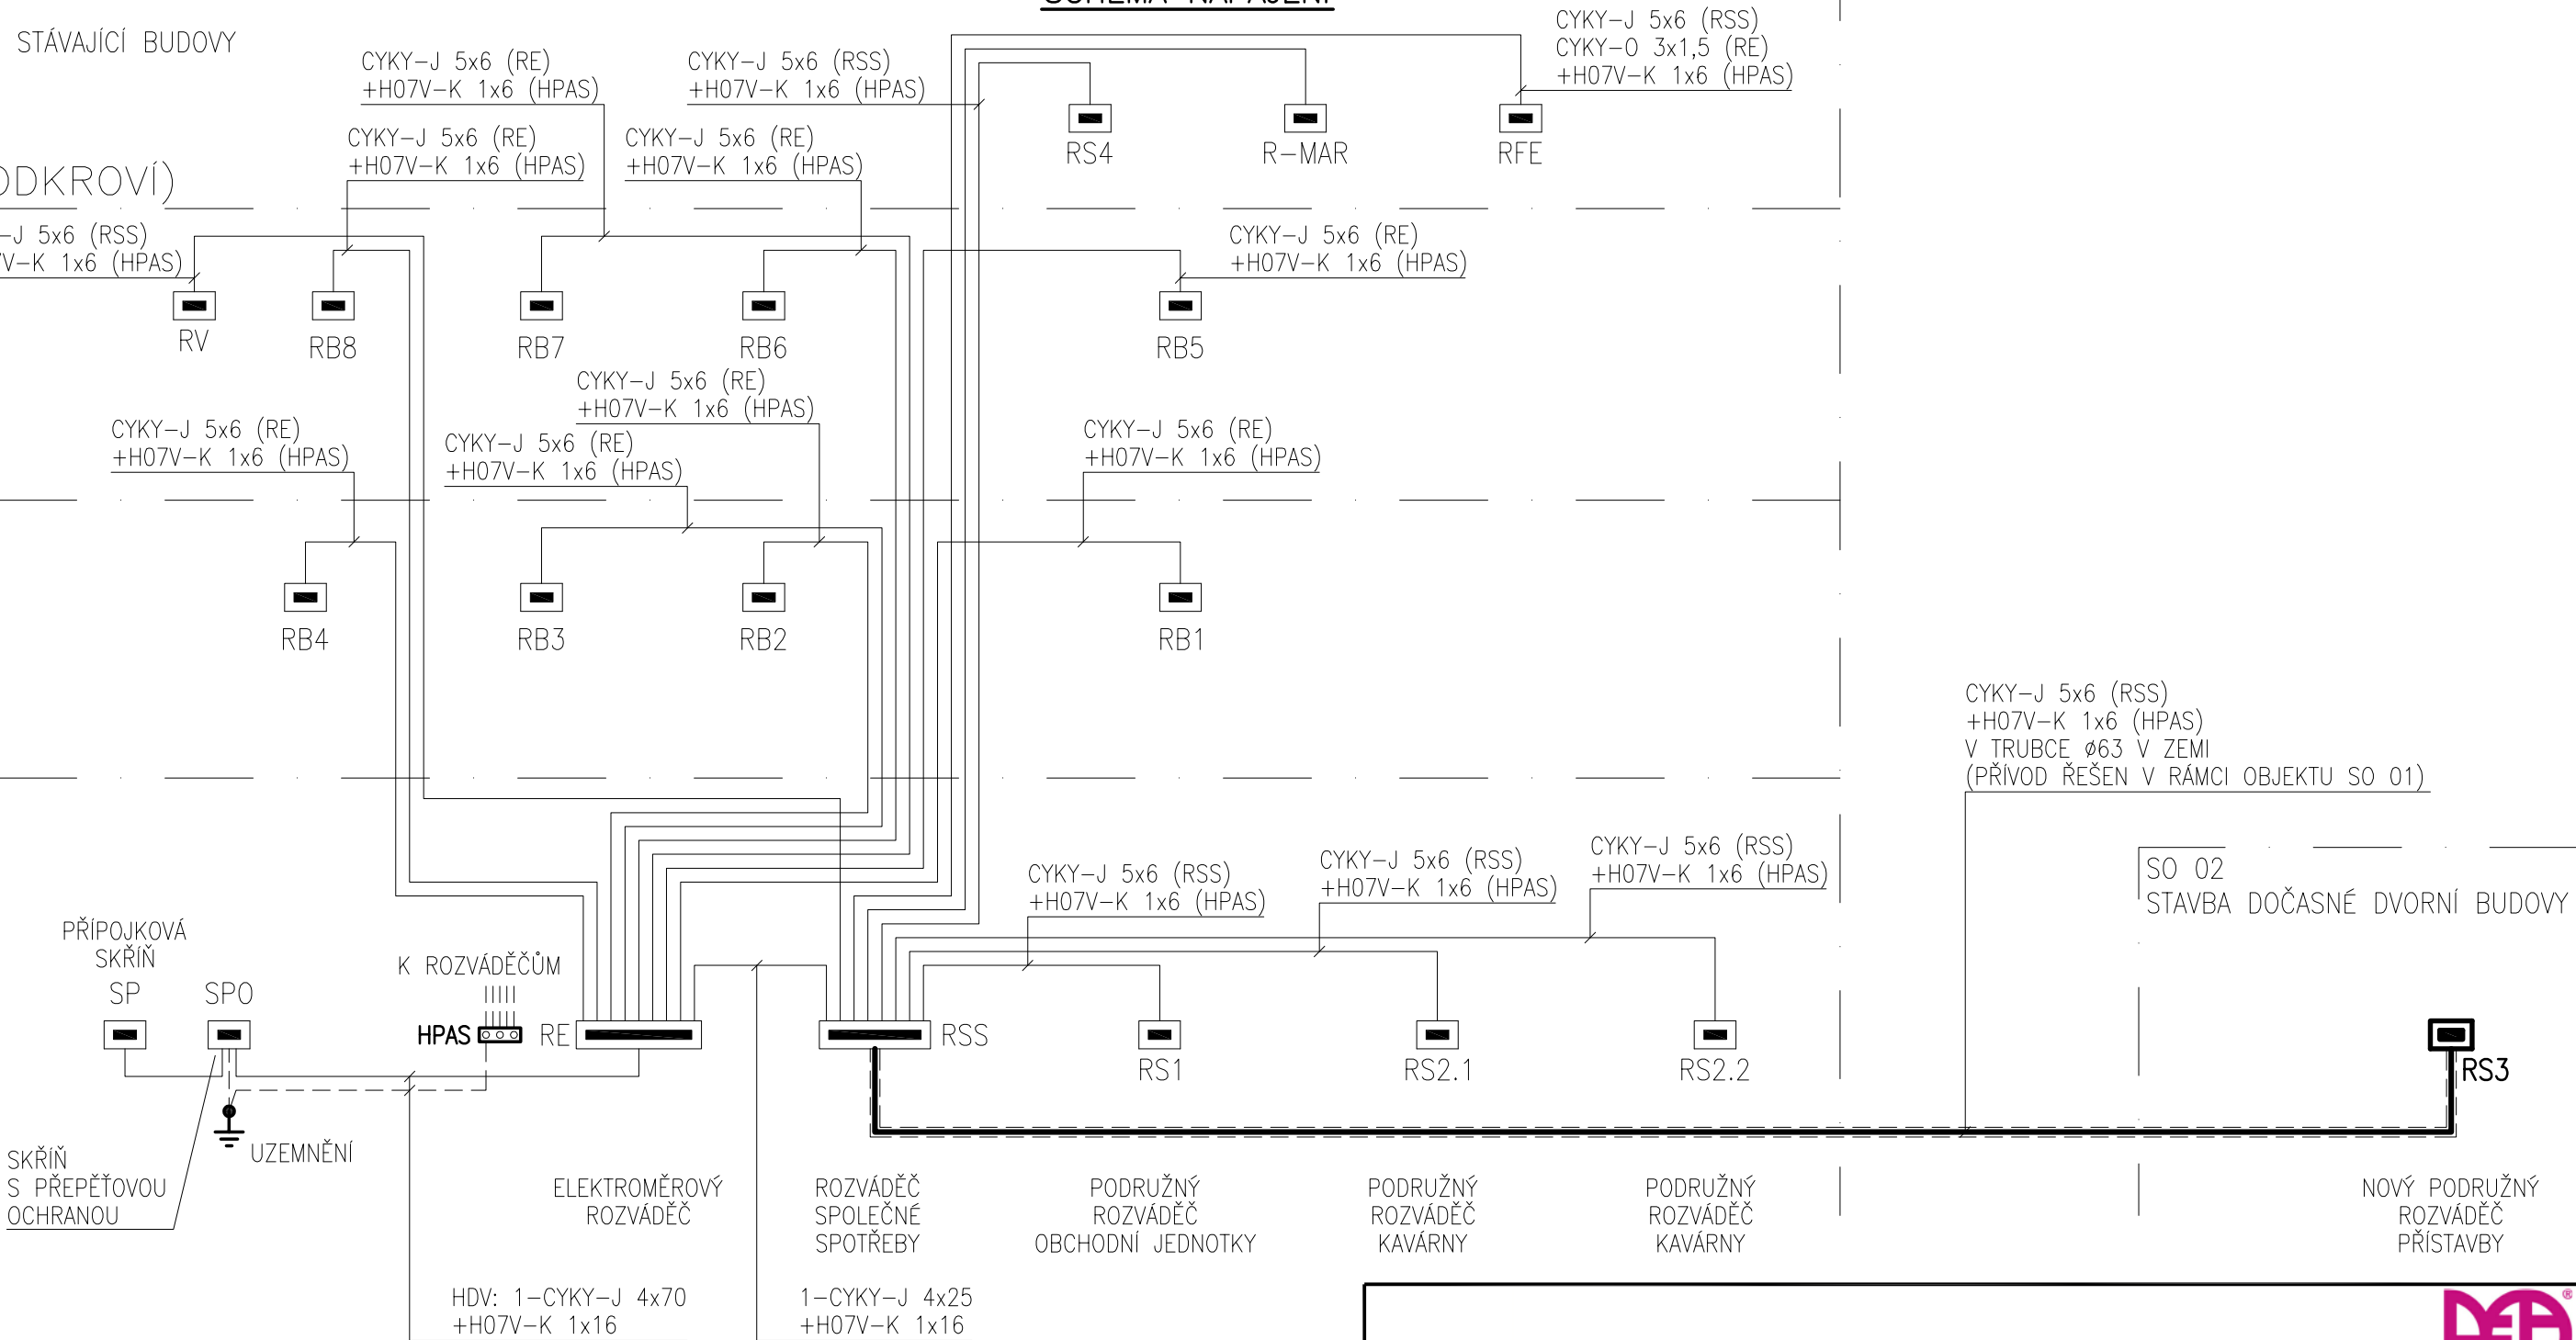 SCHÉMA NAPÁJENÍ
STÁVAJÍCÍ BUDOVY
CYKY-J 5x6 (RE)
+H07V-K 1x6 (HPAS)
CYKY-J 5x6 (RSS)
+H07V-K 1x6 (HPAS)
CYKY-J 5x6 (RSS)
CYKY-O 3x1,5 (RE)
+H07V-K 1x6 (HPAS)
CYKY-J 5x6 (RE)
+H07V-K 1x6 (HPAS)
CYKY-J 5x6 (RE)
+H07V-K 1x6 (HPAS)
RS4
R-MAR
RFE
ODKROVÍ)
-J 5x6 (RSS)
7V-K 1x6 (HPAS)
CYKY-J 5x6 (RE)
+H07V-K 1x6 (HPAS)
RV
RB8
RB7
RB6
RB5
CYKY-J 5x6 (RE)
+H07V-K 1x6 (HPAS)
CYKY-J 5x6 (RE)
+H07V-K 1x6 (HPAS)
CYKY-J 5x6 (RE)
+H07V-K 1x6 (HPAS)
CYKY-J 5x6 (RE)
+H07V-K 1x6 (HPAS)
RB4
RB3
RB2
RB1
CYKY-J 5x6 (RSS)
+H07V-K 1x6 (HPAS)
V TRUBCE ø63 V ZEMI
(PŘÍVOD ŘEŠEN V RÁMCI OBJEKTU SO 01)
CYKY-J 5x6 (RSS)
+H07V-K 1x6 (HPAS)
CYKY-J 5x6 (RSS)
+H07V-K 1x6 (HPAS)
CYKY-J 5x6 (RSS)
+H07V-K 1x6 (HPAS)
SO 02
STAVBA DOČASNÉ DVORNÍ BUDOVY
PŘÍPOJKOVÁ
SKŘÍŇ
SP
SPO
K ROZVÁDĚČŮM
HPAS
RE
RSS
RS1
RS2.1
RS2.2
RS3
UZEMNĚNÍ
SKŘÍŇ
S PŘEPĚŤOVOU
OCHRANOU
ELEKTROMĚROVÝ
ROZVÁDĚČ
ROZVÁDĚČ
SPOLEČNÉ
SPOTŘEBY
PODRUŽNÝ
ROZVÁDĚČ
OBCHODNÍ JEDNOTKY
PODRUŽNÝ
ROZVÁDĚČ
KAVÁRNY
PODRUŽNÝ
ROZVÁDĚČ
KAVÁRNY
NOVÝ PODRUŽNÝ
ROZVÁDĚČ
PŘÍSTAVBY
HDV: 1-CYKY-J 4x70
+H07V-K 1x16
1-CYKY-J 4x25
+H07V-K 1x16